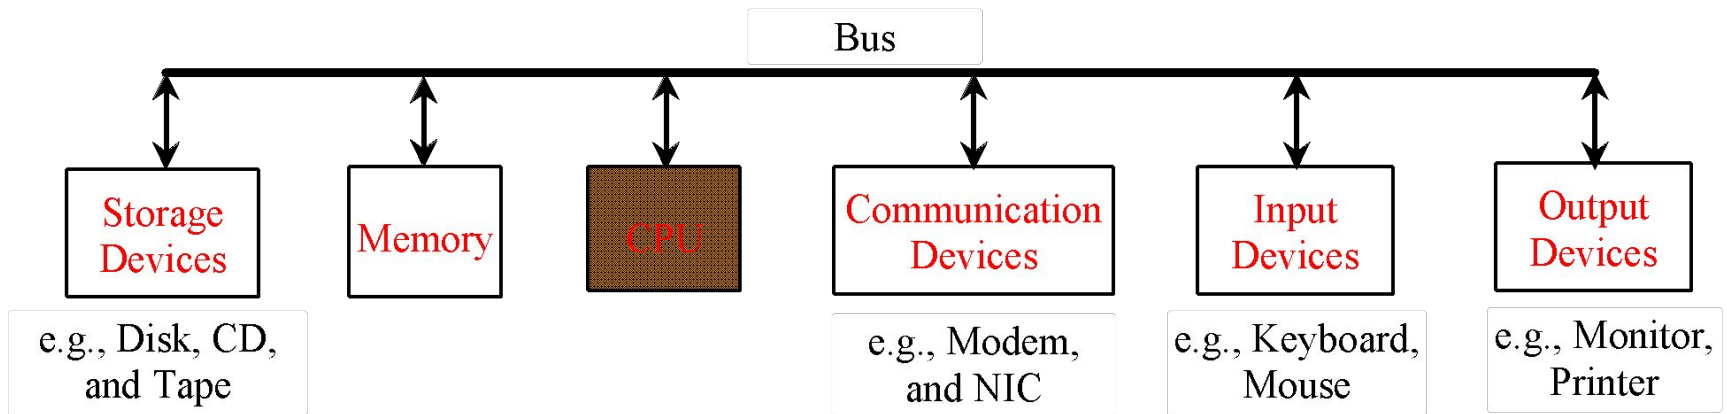 Bus
Storage
Devices
Memory
CPU
Communication
Devices
Input
Devices
Output
Devices
e.g., Disk, CD,
and Tape
e.g., Modem,
and NIC
e.g., Keyboard,
Mouse
e.g., Monitor,
Printer